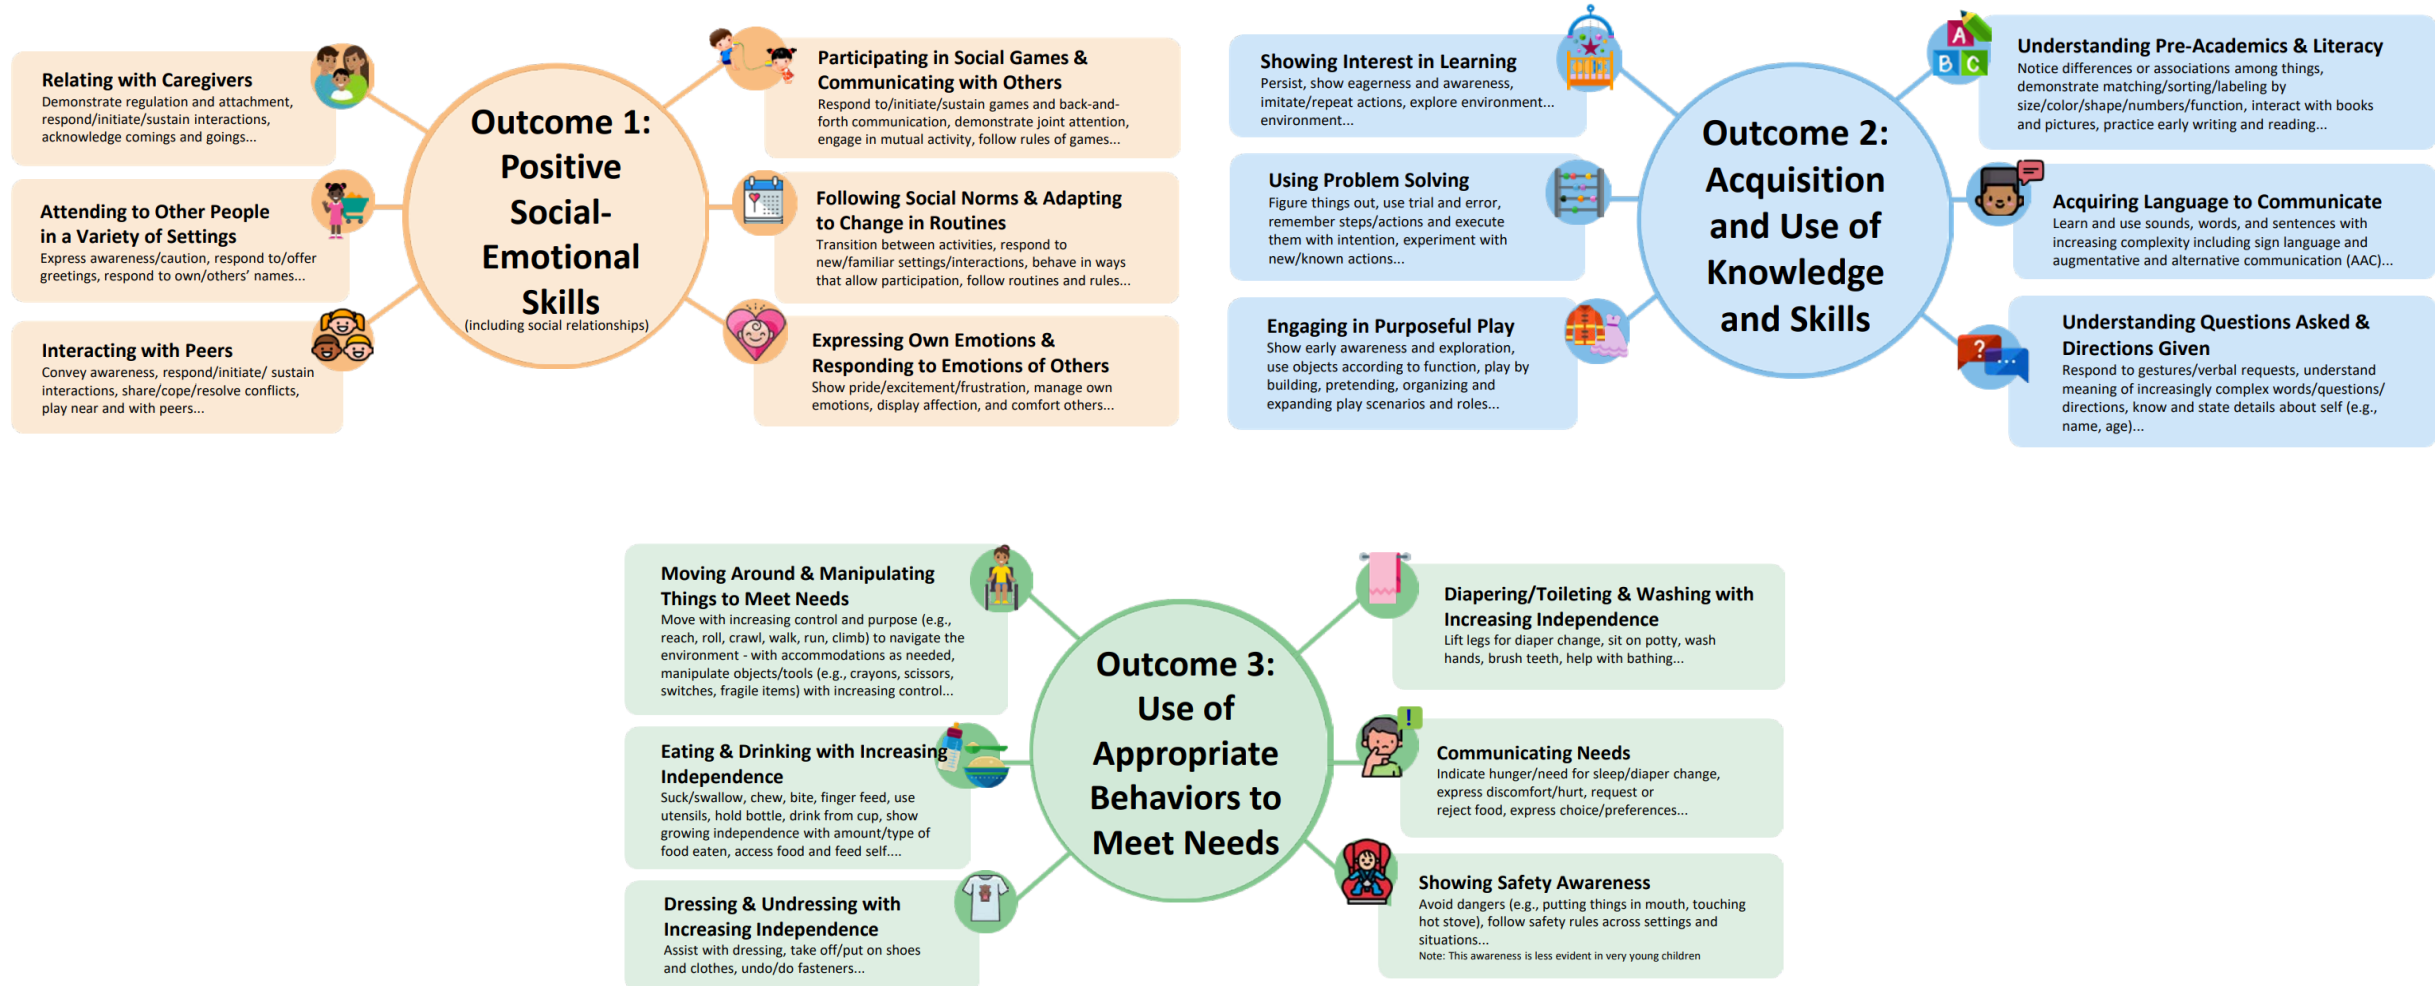 Relating with Caregivers
Demonstrate regulation and attachment,
respond/initiate/sustain interactions,
acknowledge comings and goings...
Attending to Other People
in a Variety of Settings
Express awareness/caution, respond to/offer
greetings, respond to own/others’ names...
Interacting with Peers
Convey awareness, respond/initiate/ sustain
interactions, share/cope/resolve conflicts,
play near and with peers...
Outcome 1:
Positive
Social-
Emotional
Skills
(including social relationships)
Participating in Social Games &
Communicating with Others
Respond to/initiate/sustain games and back-and-
forth communication, demonstrate joint attention,
engage in mutual activity, follow rules of games...
Following Social Norms & Adapting
to Change in Routines
Transition between activities, respond to
new/familiar settings/interactions, behave in ways
that allow participation, follow routines and rules...
Expressing Own Emotions &
Responding to Emotions of Others
Show pride/excitement/frustration, manage own
emotions, display affection, and comfort others...
Showing Interest in Learning
Persist, show eagerness and awareness,
imitate/repeat actions, explore environment...
environment...
Using Problem Solving
Figure things out, use trial and error,
remember steps/actions and execute
them with intention, experiment with
new/known actions...
Engaging in Purposeful Play
Show early awareness and exploration,
use objects according to function, play by
building, pretending, organizing and
expanding play scenarios and roles...
Outcome 2:
Acquisition
and Use of
Knowledge
and Skills
A
B C
Understanding Pre-Academics & Literacy
Notice differences or associations among things,
demonstrate matching/sorting/labeling by
size/color/shape/numbers/function, interact with books
and pictures, practice early writing and reading...
Acquiring Language to Communicate
Learn and use sounds, words, and sentences with
increasing complexity including sign language and
augmentative and alternative communication (AAC)...
?
...
Understanding Questions Asked &
Directions Given
Respond to gestures/verbal requests, understand
meaning of increasingly complex words/questions/
directions, know and state details about self (e.g.,
name, age)...
Moving Around & Manipulating
Things to Meet Needs
Move with increasing control and purpose (e.g.,
reach, roll, crawl, walk, run, climb) to navigate the
environment - with accommodations as needed,
manipulate objects/tools (e.g., crayons, scissors,
switches, fragile items) with increasing control...
Eating & Drinking with Increasing
Independence
Suck/swallow, chew, bite, finger feed, use
utensils, hold bottle, drink from cup, show
growing independence with amount/type of
food eaten, access food and feed self....
Dressing & Undressing with
Increasing Independence
Assist with dressing, take off/put on shoes
and clothes, undo/do fasteners...
Outcome 3:
Use of
Appropriate
Behaviors to
Meet Needs
Diapering/Toileting & Washing with
Increasing Independence
Lift legs for diaper change, sit on potty, wash
hands, brush teeth, help with bathing...
!
Communicating Needs
Indicate hunger/need for sleep/diaper change,
express discomfort/hurt, request or
reject food, express choice/preferences...
Showing Safety Awareness
Avoid dangers (e.g., putting things in mouth, touching
hot stove), follow safety rules across settings and
situations...
Note: This awareness is less evident in very young children